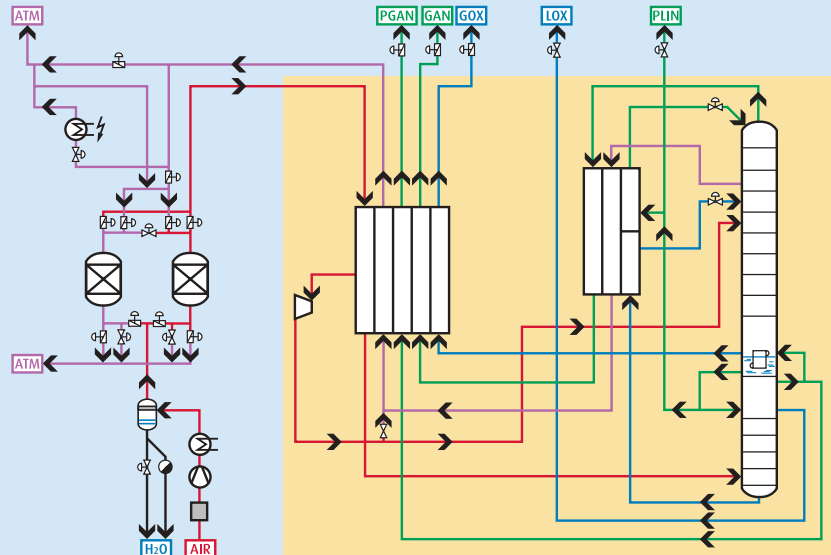 ATM
PGAN
GAN
GOX
LOX
PLIN
ATM
H2O
AIR